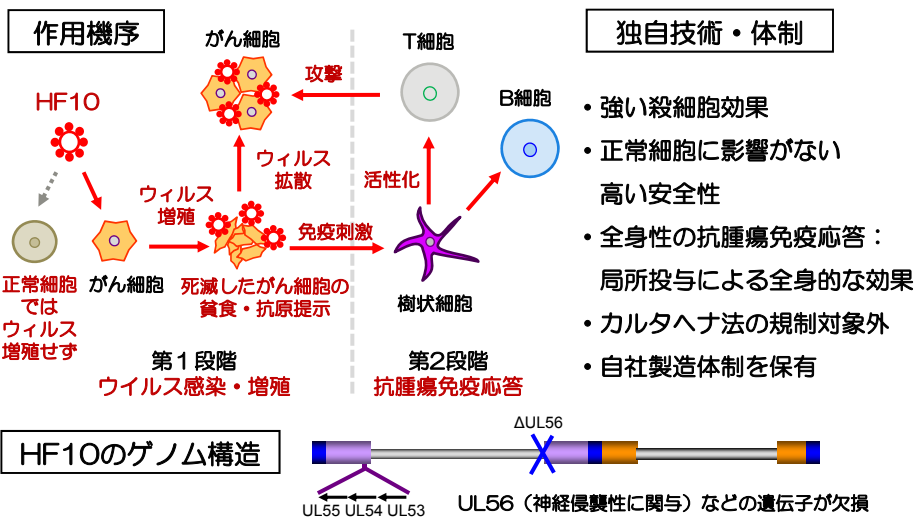 作用機序
がん細胞
T細胞
攻撃
B細胞
HF10
ウィルス
増殖
ウィルス
拡散
活性化
免疫刺激
正常細胞
では
ウィルス
増殖せず
がん細胞
死滅したがん細胞の
貧食・抗原提示
樹状細胞
第1段階
ウイルス感染・増殖
第2段階
抗腫瘍免疫応答
独自技術・体制
・強い殺細胞効果
・正常細胞に影響がない
高い安全性
・全身性の抗腫瘍免疫応答：
局所投与による全身的な効果
・カルタヘナ法の規制対象外
・自社製造体制を保有
HF10のゲノム構造
ΔUL56
UL55 UL54 UL53
UL56（神経侵襲性に関与）などの遺伝子が欠損